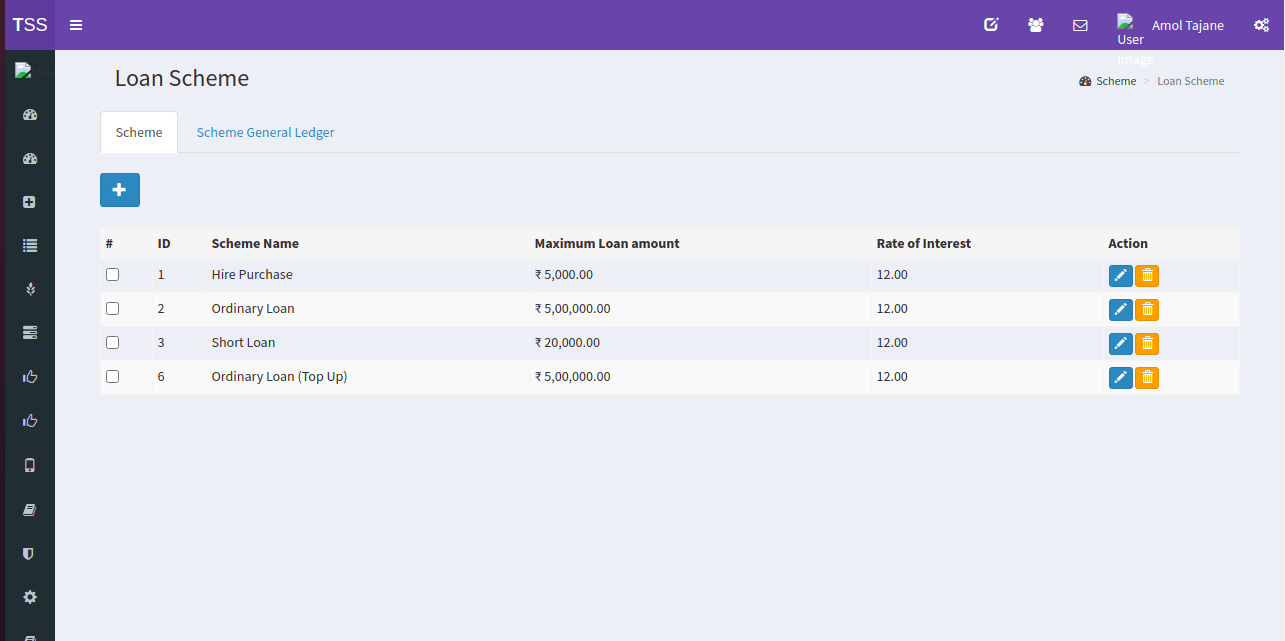 TSS
Amol Tajane
User
Image
Loan Scheme
Scheme > Loan Scheme
Scheme Scheme General Ledger
# ID Scheme Name Maximum Loan amount Rate of Interest Action
1 Hire Purchase ₹ 5,000.00 12.00
2 Ordinary Loan ₹ 5,00,000.00 12.00
3 Short Loan ₹ 20,000.00 12.00
6 Ordinary Loan (Top Up) ₹ 5,00,000.00 12.00